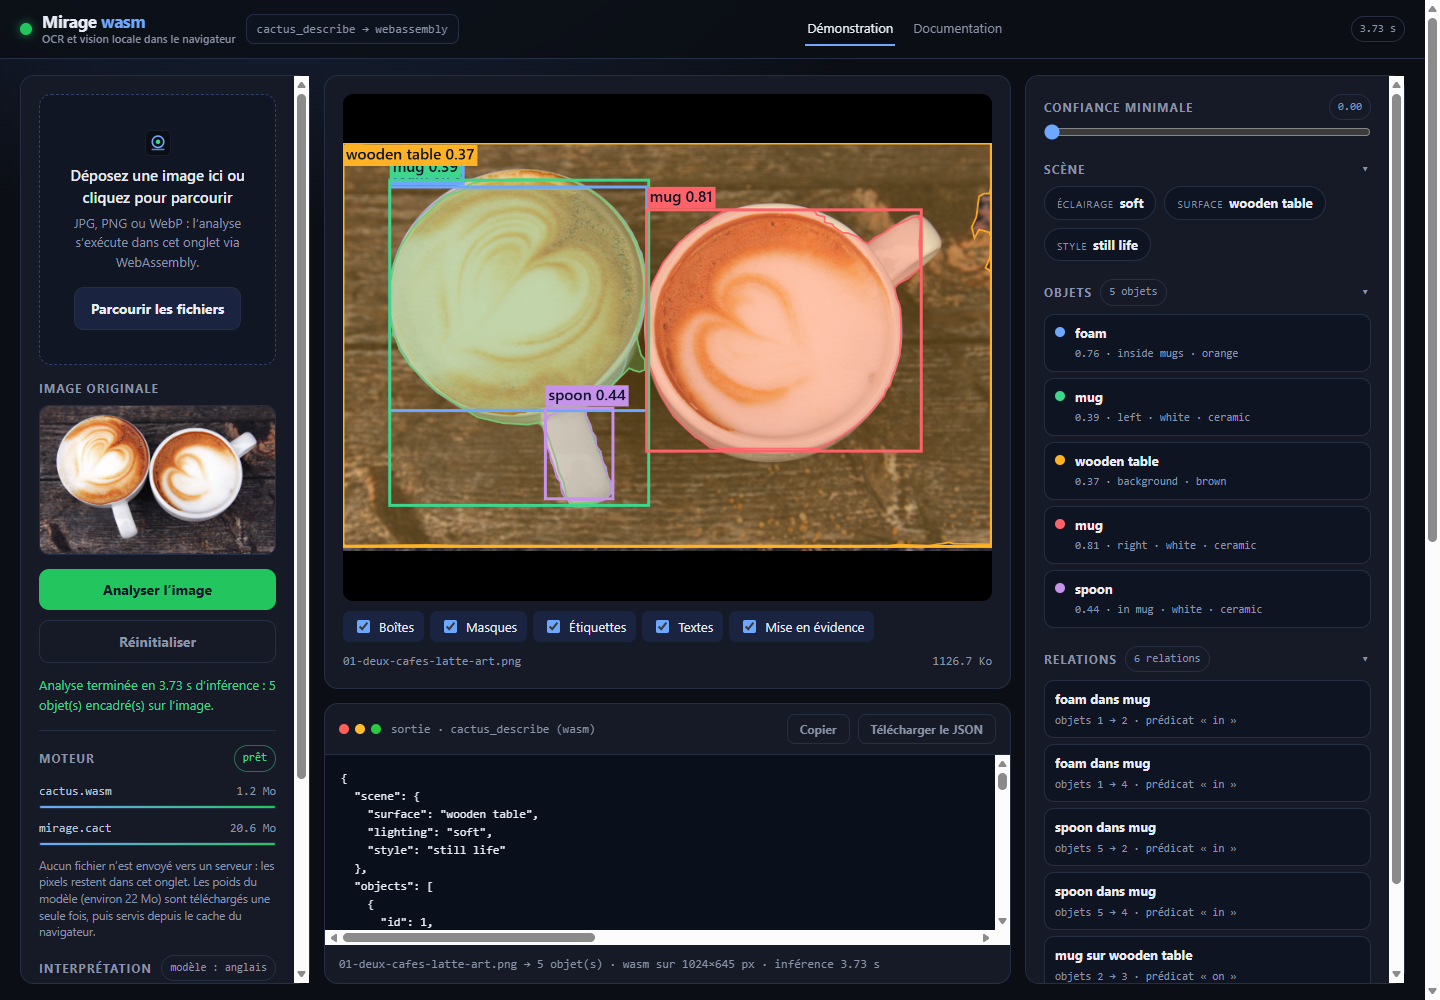 Mirage wasm
OCR et vision locale dans le navigateur
cactus_describe → webassembly
Démonstration
Documentation
3.73 s
Déposez une image ici ou
cliquez pour parcourir
JPG, PNG ou WebP : l'analyse
s'exécute dans cet onglet via
WebAssembly.
Parcourir les fichiers
IMAGE ORIGINALE
Analyser l'image
Réinitialiser
Analyse terminée en 3.73 s d'inférence : 5
objet(s) encadré(s) sur l'image.
MOTEUR
prêt
cactus.wasm 1.2 Mo
mirage.cact 20.6 Mo
Aucun fichier n'est envoyé vers un serveur : les
pixels restent dans cet onglet. Les poids du
modèle (environ 22 Mo) sont téléchargés une
seule fois, puis servis depuis le cache du
navigateur.
INTERPRÉTATION
modèle : anglais
wooden table 0.37
mug 0.39
mug 0.81
spoon 0.44
Boîtes
Masques
Étiquettes
Textes
Mise en évidence
01-deux-cafes-latte-art.png
1126.7 Ko
sortie · cactus_describe (wasm)
Copier
Télécharger le JSON
{
"scene": {
"surface": "wooden table",
"lighting": "soft",
"style": "still life"
},
"objects": [
{
"id": 1,
01-deux-cafes-latte-art.png → 5 objet(s) · wasm sur 1024×645 px · inférence 3.73 s
CONFIANCE MINIMALE
0.00
SCÈNE
ÉCLAIRAGE soft
SURFACE wooden table
STYLE still life
OBJETS
5 objets
foam
0.76 · inside mugs · orange
mug
0.39 · left · white · ceramic
wooden table
0.37 · background · brown
mug
0.81 · right · white · ceramic
spoon
0.44 · in mug · white · ceramic
RELATIONS
6 relations
foam dans mug
objets 1 → 2 · prédicat « in »
foam dans mug
objets 1 → 4 · prédicat « in »
spoon dans mug
objets 5 → 2 · prédicat « in »
spoon dans mug
objets 5 → 4 · prédicat « in »
mug sur wooden table
objets 2 → 3 · prédicat « on »